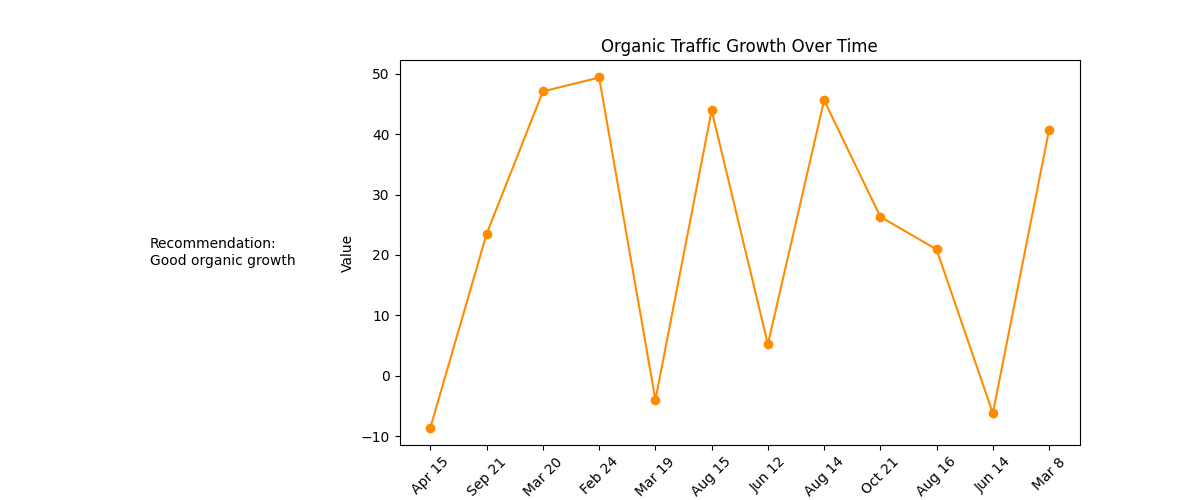 Organic Traffic Growth Over Time
Recommendation:
Good organic growth
Value
50
40
30
20
10
0
−10
Apr 15
Sep 21
Mar 20
Feb 24
Mar 19
Aug 15
Jun 12
Aug 14
Oct 21
Aug 16
Jun 14
Mar 8